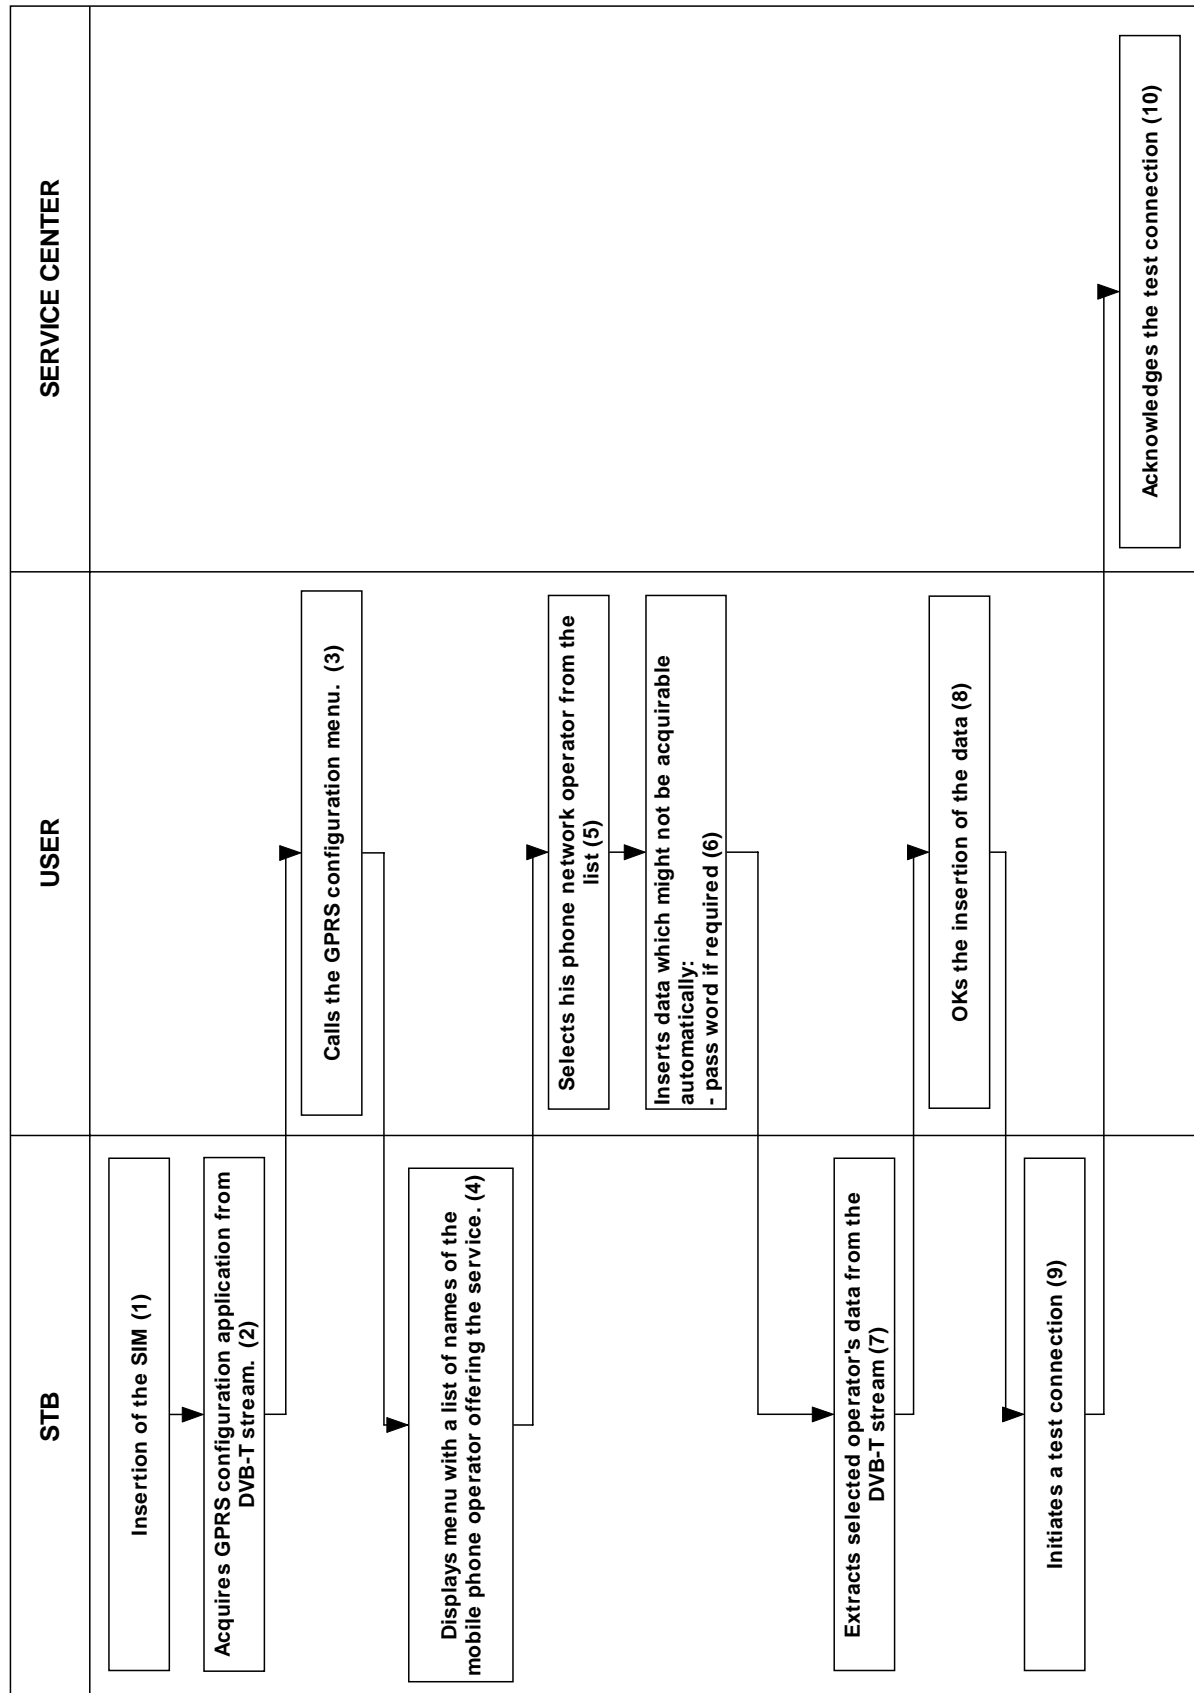 STB
USER
SERVICE CENTER
Insertion of the SIM (1)
Acquires GPRS configuration application from
DVB-T stream. (2)
Calls the GPRS configuration menu. (3)
Displays menu with a list of names of the
mobile phone operator offering the service. (4)
Selects his phone network operator from the
list (5)
Inserts data which might not be acquirable
automatically:
- pass word if required (6)
Extracts selected operator's data from the
DVB-T stream (7)
OKs the insertion of the data (8)
Initiates a test connection (9)
Acknowledges the test connection (10)